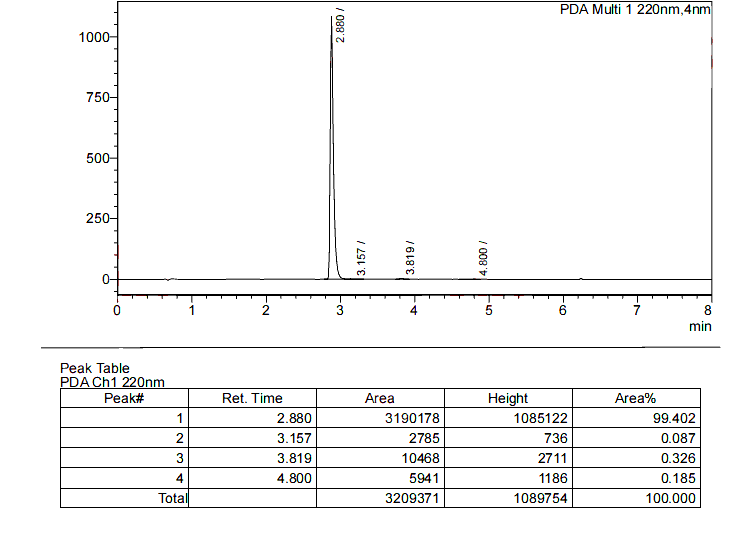 PDA Multi 1 220nm,4nm
1000
750
500
250
0
2.880 /
3.157 /
3.819 /
4.800 /
0 1 2 3 4 5 6 7 8
min
Peak Table
PDA Ch1 220nm
Peak# Ret. Time Area Height Area%
1 2.880 3190178 1085122 99.402
2 3.157 2785 736 0.087
3 3.819 10468 2711 0.326
4 4.800 5941 1186 0.185
Total 3209371 1089754 100.000